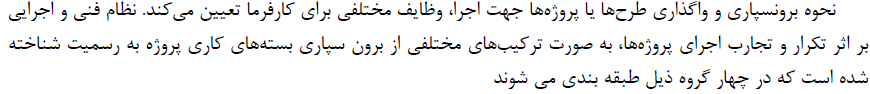 نحوه برونسپاری و واگذاری طرح‌ها یا پروژه‌ها جهت اجرا، وظایف مختلفی برای کارفرما تعیین می‌کند. نظام فنی و اجرایی
بر اثر تکرار و تجارب اجرای پروژه‌ها، به صورت ترکیب‌های مختلفی از برون سپاری بسته‌های کاری پروژه به رسمیت شناخته
شده است که در چهار گروه ذیل طبقه بندی می شوند